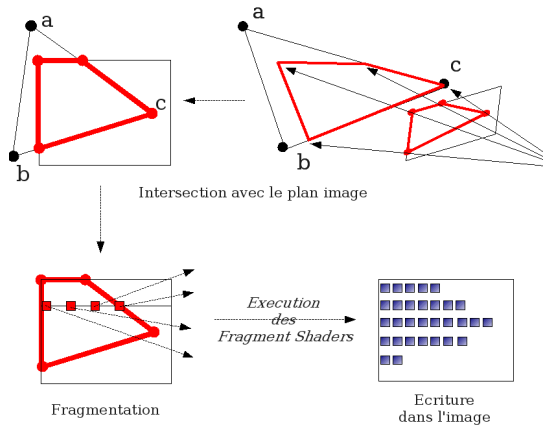 a
a
c
c
b
b
Intersection avec le plan image
Execution
des
Fragment Shaders
Fragmentation
Ecriture
dans l'image